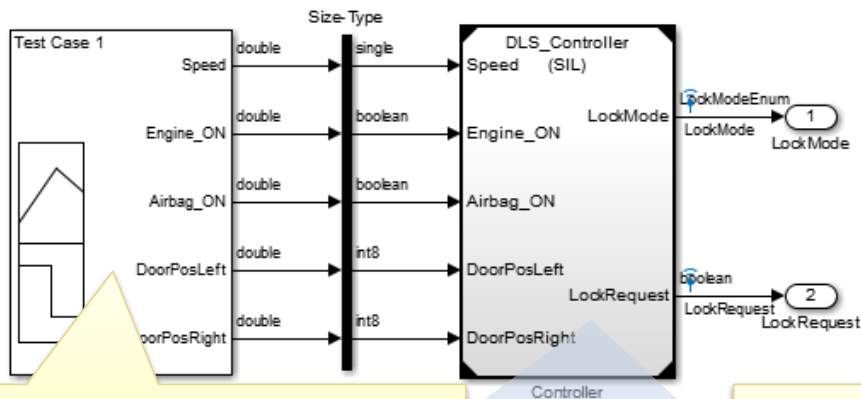 Size-Type
Test Case 1
double
single
DLS_Controller
(SIL)
Speed
Speed
double
boolean
LockMode
LockModeEnum
LockMode
1
LockMode
Engine_ON
Engine_ON
double
boolean
Airbag_ON
Airbag_ON
double
int8
DoorPosLeft
DoorPosLeft
LockRequest
boolean
LockRequest
2
LockRequest
double
int8
oorPosRight
DoorPosRight
Controller